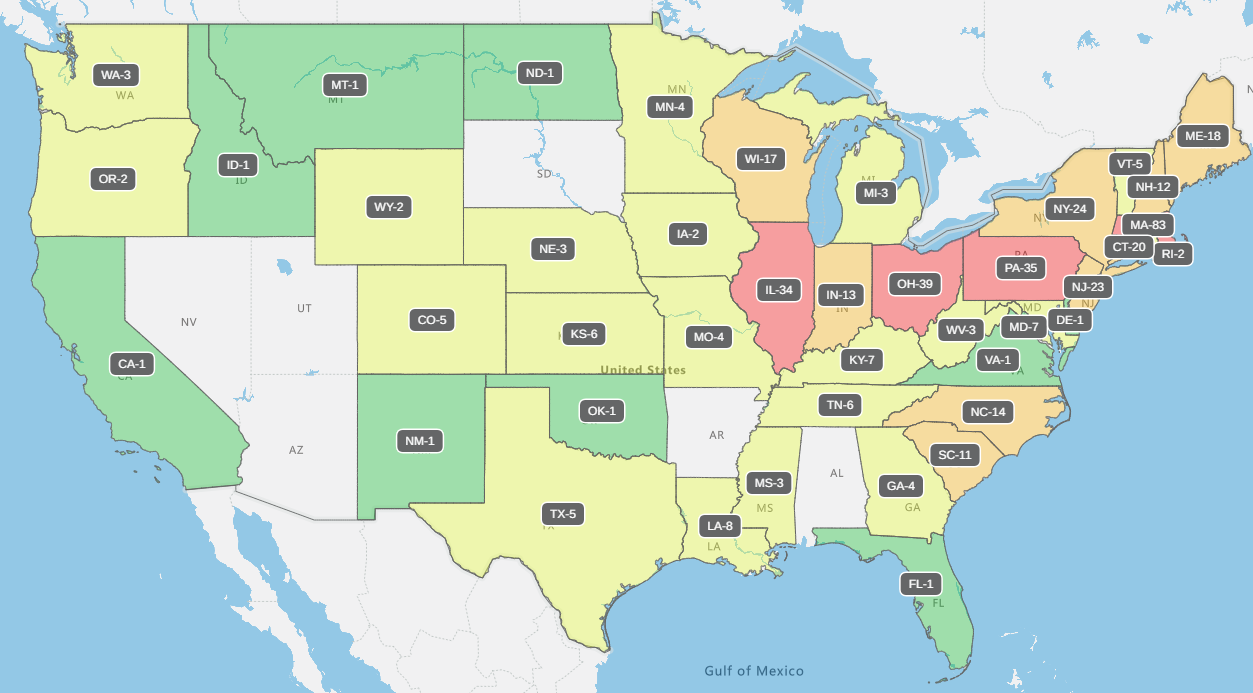 WA-3
WA
MT-1
MT
ND-1
MN
MN-4
ME-18
OR-2
ID-1
ID
SD
WI-17
MI
MI-3
VT-5
NH-12
WY-2
NY-24
NE-3
IA-2
MA-83
CT-20
RI-2
PA
PA-35
NV
UT
CO-5
KS-6
MO-4
IL-34
IN-13
IN
OH-39
NJ-23
NJ
WV-3
MD
MD-7
DE-1
CA-1
CA
United States
KY-7
VA-1
VA
AZ
NM-1
OK-1
AR
TN-6
NC-14
TX-5
TX
MS-3
MS
AL
GA-4
GA
SC-11
LA-8
LA
FL-1
FL
Gulf of Mexico